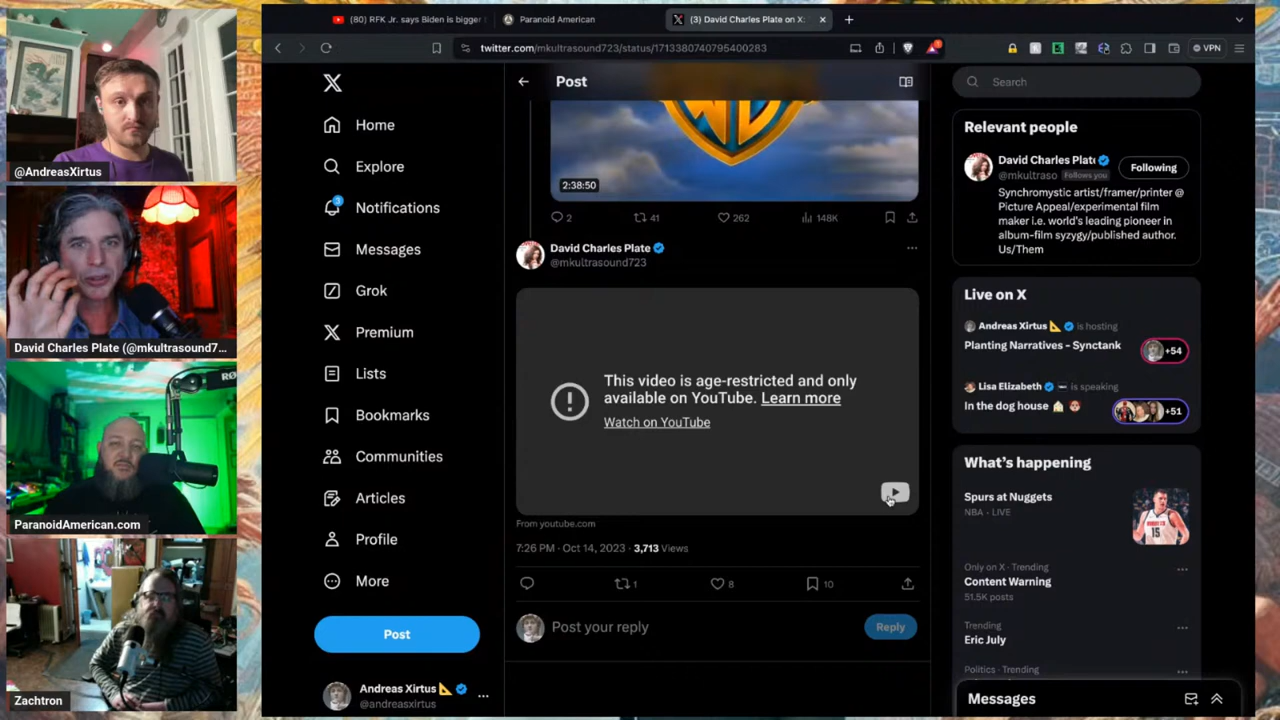 (80) RFK Jr. says Biden is bigger
Paranoid American
(3) David Charles Plate on X:
twitter.com/mkultrasound723/status/1713380740795400283
VPN
@AndreasXirtus
David Charles Plate (@mkultrasound7...
ParanoidAmerican.com
Zachtron
Home
Explore
3
Notifications
Messages
Grok
Premium
Lists
Bookmarks
Communities
Articles
Profile
More
Post
Andreas Xirtus
@andreasxirtus
Post
2:38:50
2
41
262
148K
David Charles Plate
@mkultrasound723
This video is age-restricted and only
available on YouTube. Learn more
Watch on YouTube
From youtube.com
7:26 PM · Oct 14, 2023 · 3,713 Views
1
8
10
Post your reply
Reply
Search
Relevant people
David Charles Plate
@mkultraso Follows you
Following
Synchromystic artist/framer/printer @
Picture Appeal/experimental film
maker i.e. world's leading pioneer in
album-film syzygy/published author.
Us/Them
Live on X
Andreas Xirtus is hosting
Planting Narratives - Synctank
+54
Lisa Elizabeth is speaking
In the dog house
+51
What's happening
Spurs at Nuggets
NBA · LIVE
Only on X · Trending
Content Warning
51.5K posts
Trending
Eric July
Politics · Trending
Messages